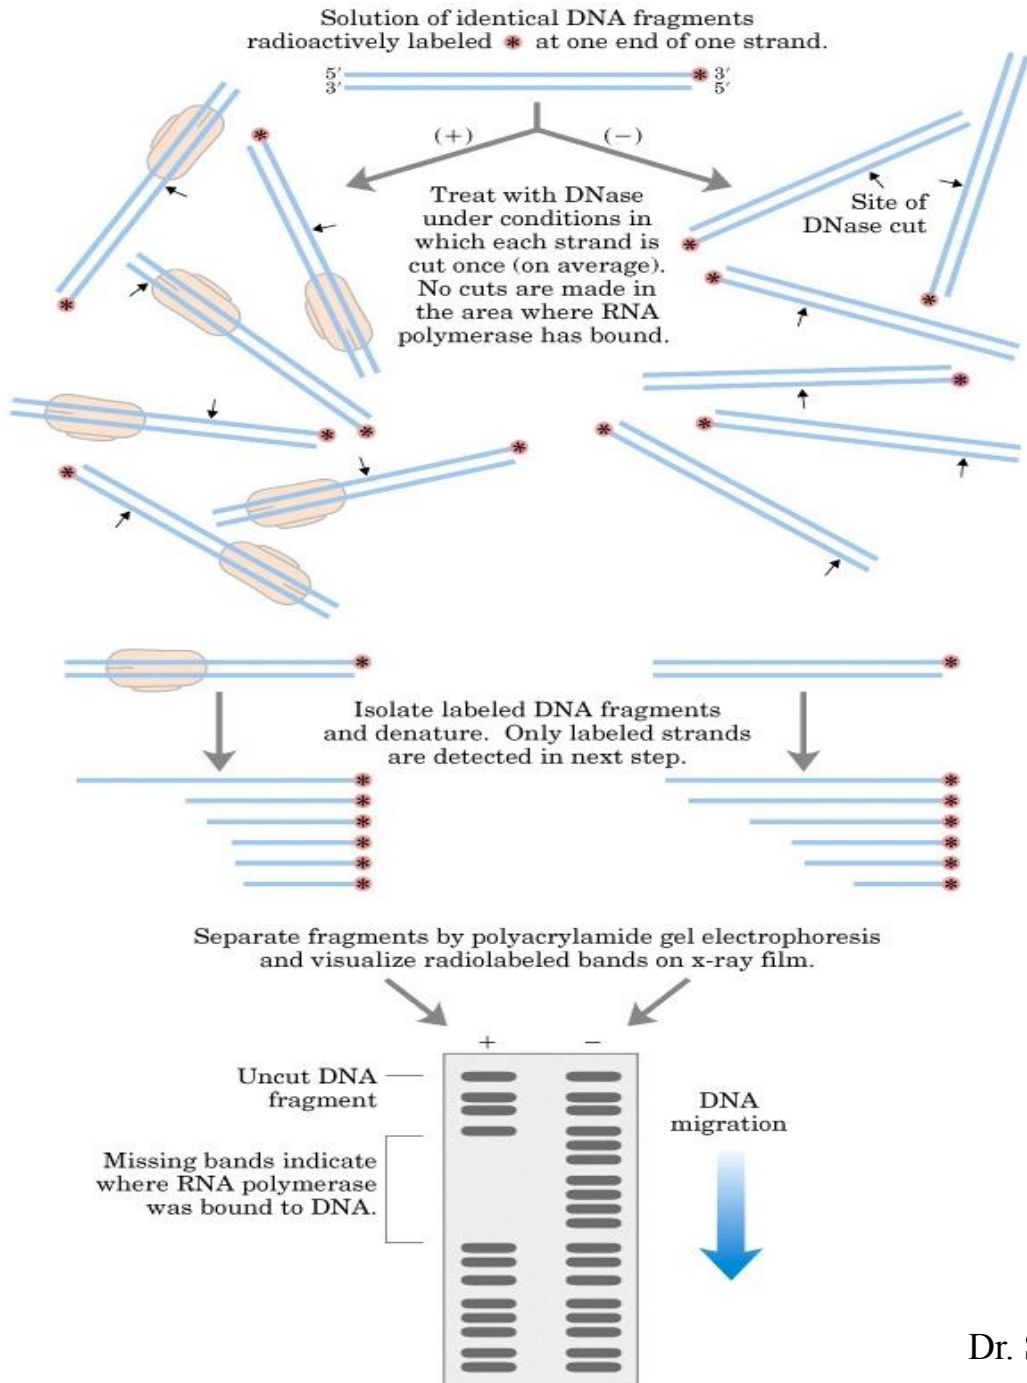 Solution of identical DNA fragments
radioactively labeled * at one end of one strand.
5′ * 3′
3′ 5′
(+) (−)
Treat with DNase
under conditions in
which each strand is
cut once (on average).
No cuts are made in
the area where RNA
polymerase has bound.
Site of
DNase cut
Isolate labeled DNA fragments
and denature. Only labeled strands
are detected in next step.
Separate fragments by polyacrylamide gel electrophoresis
and visualize radiolabeled bands on x-ray film.
+ −
Uncut DNA
fragment
Missing bands indicate
where RNA polymerase
was bound to DNA.
DNA
migration
Dr.